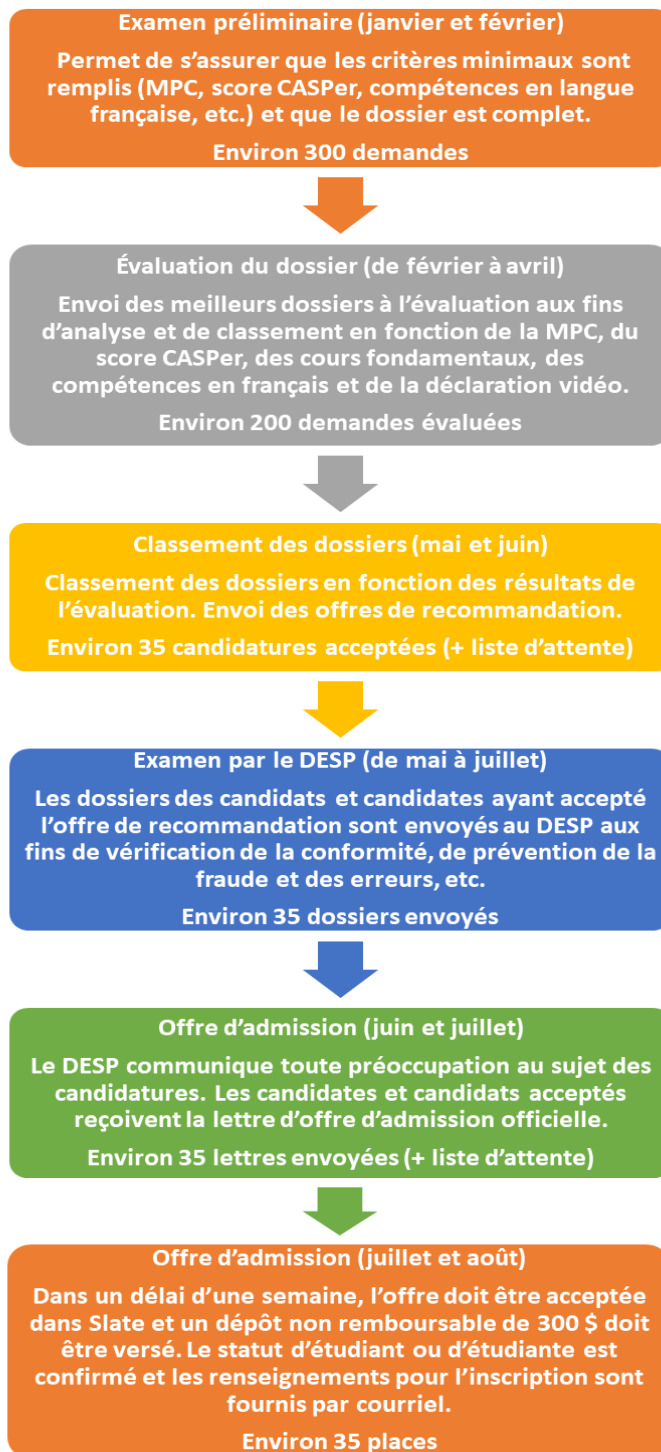 Examen préliminaire (janvier et février)
Permet de s’assurer que les critères minimaux sont
remplis (MPC, score CASPer, compétences en langue
française, etc.) et que le dossier est complet.
Environ 300 demandes
Évaluation du dossier (de février à avril)
Envoi des meilleurs dossiers à l’évaluation aux fins
d’analyse et de classement en fonction de la MPC, du
score CASPer, des cours fondamentaux, des
compétences en français et de la déclaration vidéo.
Environ 200 demandes évaluées
Classement des dossiers (mai et juin)
Classement des dossiers en fonction des résultats de
l’évaluation. Envoi des offres de recommandation.
Environ 35 candidatures acceptées (+ liste d’attente)
Examen par le DESP (de mai à juillet)
Les dossiers des candidats et candidates ayant accepté
l’offre de recommandation sont envoyés au DESP aux
fins de vérification de la conformité, de prévention de la
fraude et des erreurs, etc.
Environ 35 dossiers envoyés
Offre d’admission (juin et juillet)
Le DESP communique toute préoccupation au sujet des
candidatures. Les candidates et candidats acceptés
reçoivent la lettre d’offre d’admission officielle.
Environ 35 lettres envoyées (+ liste d’attente)
Offre d’admission (juillet et août)
Dans un délai d’une semaine, l’offre doit être acceptée
dans Slate et un dépôt non remboursable de 300 $ doit
être versé. Le statut d’étudiant ou d’étudiante est
confirmé et les renseignements pour l’inscription sont
fournis par courriel.
Environ 35 places